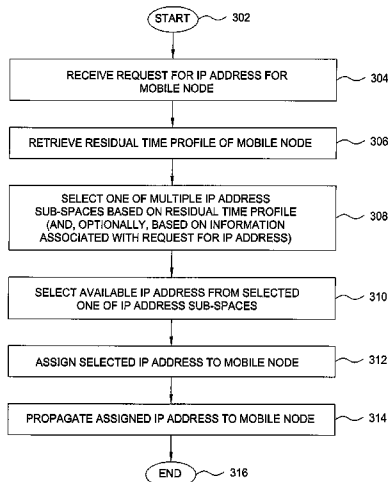 START
302
RECEIVE REQUEST FOR IP ADDRESS FOR
MOBILE NODE
304
RETRIEVE RESIDUAL TIME PROFILE OF MOBILE NODE
306
SELECT ONE OF MULTIPLE IP ADDRESS
SUB-SPACES BASED ON RESIDUAL TIME PROFILE
(AND, OPTIONALLY, BASED ON INFORMATION
ASSOCIATED WITH REQUEST FOR IP ADDRESS)
308
SELECT AVAILABLE IP ADDRESS FROM SELECTED
ONE OF IP ADDRESS SUB-SPACES
310
ASSIGN SELECTED IP ADDRESS TO MOBILE NODE
312
PROPAGATE ASSIGNED IP ADDRESS TO MOBILE NODE
314
END
316